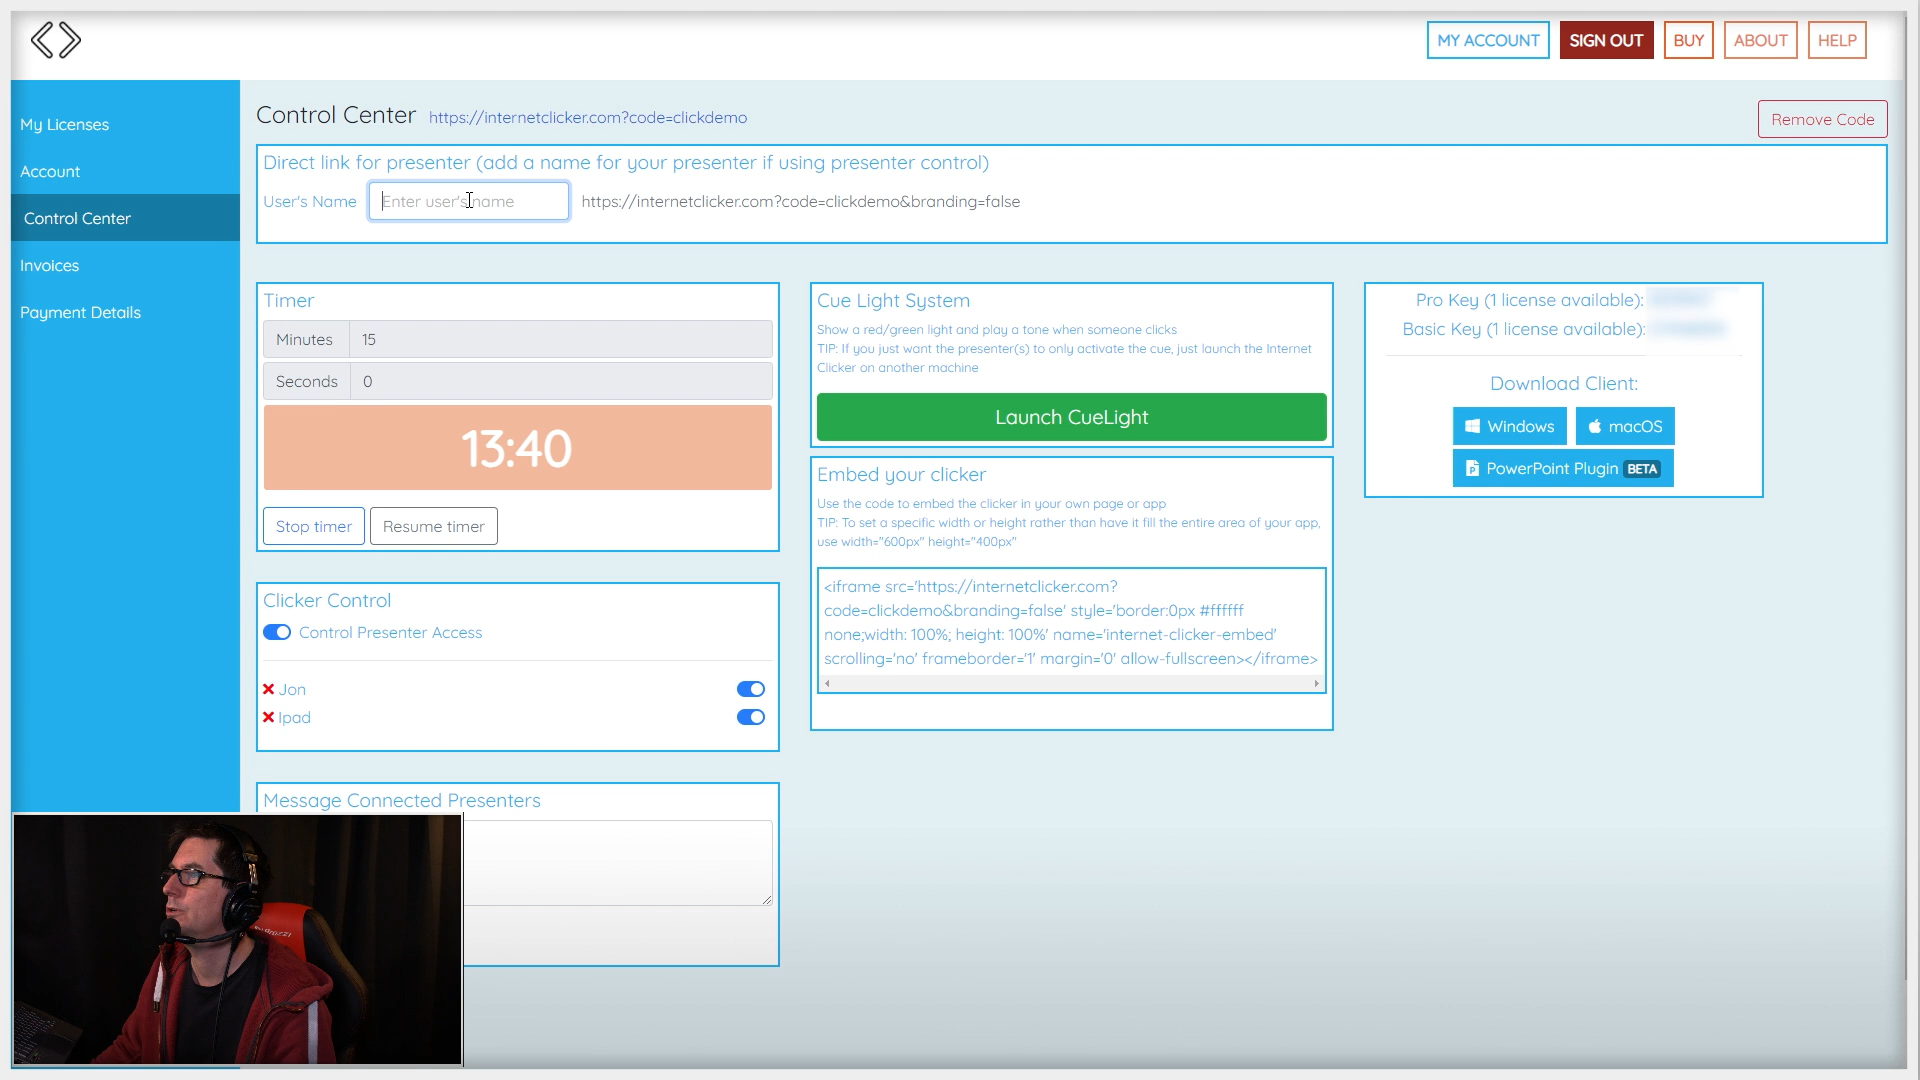 MY ACCOUNT
SIGN OUT
BUY
ABOUT
HELP
My Licenses
Account
Control Center
Invoices
Payment Details
Control Center
https://internetclicker.com?code=clickdemo
Remove Code
Direct link for presenter (add a name for your presenter if using presenter control)
User's Name
Enter user's name
https://internetclicker.com?code=clickdemo&branding=false
Timer
Minutes
15
Seconds
0
13:40
Stop timer
Resume timer
Clicker Control
Control Presenter Access
Jon
Ipad
Message Connected Presenters
Cue Light System
Show a red/green light and play a tone when someone clicks
TIP: If you just want the presenter(s) to only activate the cue, just launch the Internet
Clicker on another machine
Launch CueLight
Embed your clicker
Use the code to embed the clicker in your own page or app
TIP: To set a specific width or height rather than have it fill the entire area of your app,
use width="600px" height="400px"
<iframe src='https://internetclicker.com?
code=clickdemo&branding=false' style='border:0px #ffffff
none;width: 100%; height: 100%' name='internet-clicker-embed'
scrolling='no' frameborder='1' margin='0' allow-fullscreen></iframe>
Pro Key (1 license available):
Basic Key (1 license available):
Download Client:
Windows
macOS
PowerPoint Plugin BETA